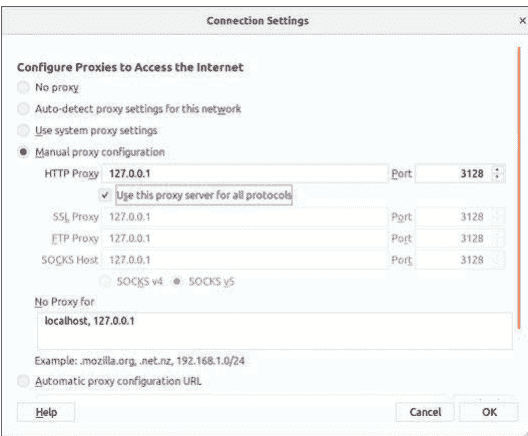 Connection Settings
×
Configure Proxies to Access the Internet
No proxy
Auto-detect proxy settings for this network
Use system proxy settings
Manual proxy configuration
HTTP Proxy 127.0.0.1 Port 3128
Use this proxy server for all protocols
SSL Proxy 127.0.0.1 Port 3128
FTP Proxy 127.0.0.1 Port 3128
SOCKS Host 127.0.0.1 Port 3128
SOCKS v4 SOCKS v5
No Proxy for
localhost, 127.0.0.1
Example: .mozilla.org, .net.nz, 192.168.1.0/24
Automatic proxy configuration URL
Help Cancel OK